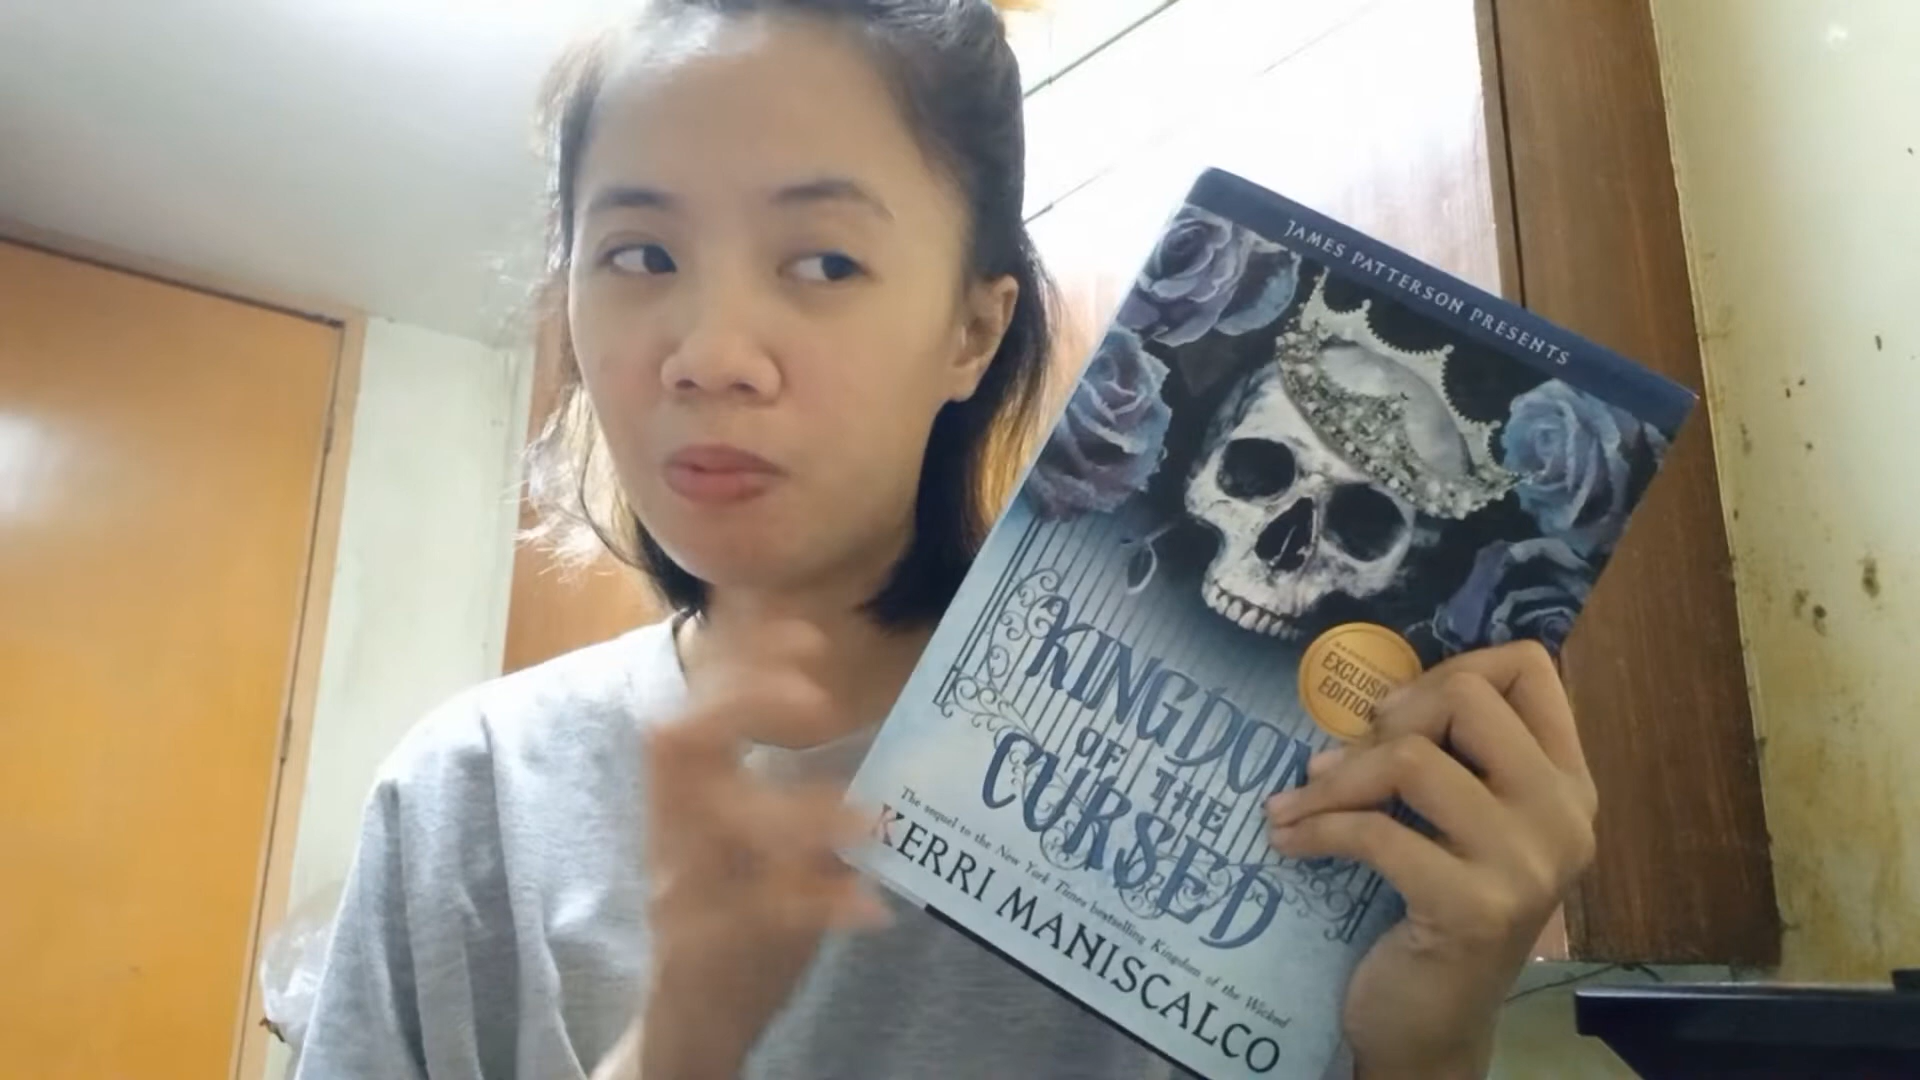 JAMES PATTERSON PRESENTS
EXCLUSIV
EDITION
KINGDOM
OF THE
CURSED
The sequel to the New York Times bestselling Kingdom of the Wicked
KERRI MANISCALCO